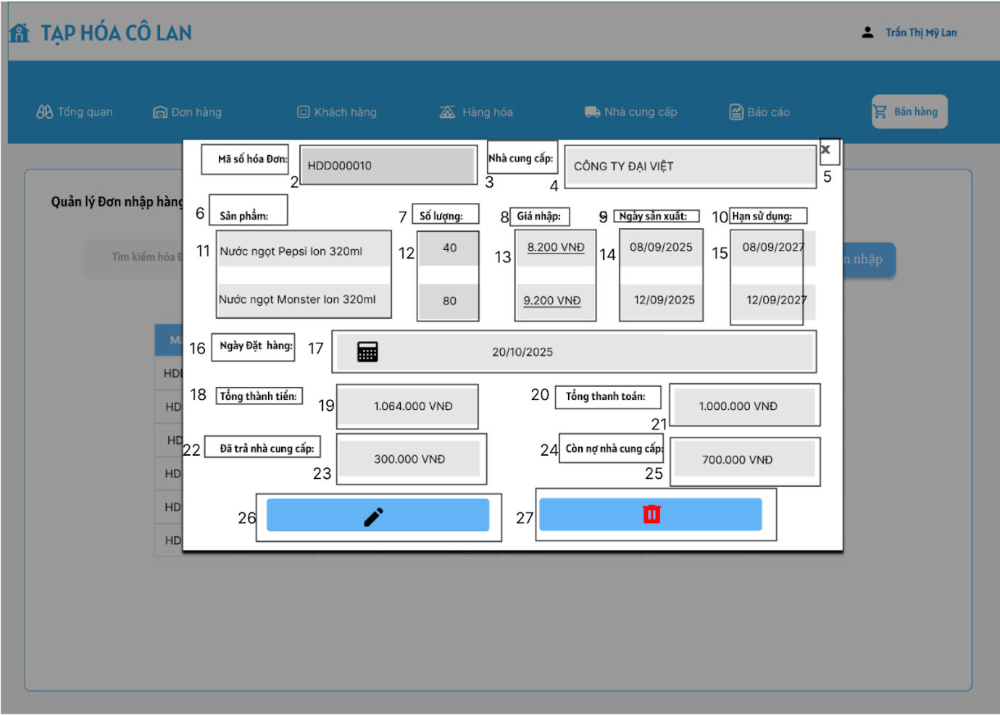 TẠP HÓA CÔ LAN
Trần Thị Mỹ Lan
Tổng quan
Đơn hàng
Khách hàng
Hàng hóa
Nhà cung cấp
Báo cáo
Bán hàng
Mã số hóa Đơn:
2
HDD000010
3
Nhà cung cấp:
4
CÔNG TY ĐẠI VIỆT
x
5
Quản lý Đơn nhập hàng
6
Sản phẩm:
7
Số lượng:
8
Giá nhập:
9
Ngày sản xuất:
10
Hạn sử dụng:
Tìm kiếm hóa Đ
11
Nước ngọt Pepsi lon 320ml
12
40
13
8.200 VNĐ
14
08/09/2025
15
08/09/2027
nhập
Nước ngọt Monster lon 320ml
80
9.200 VNĐ
12/09/2025
12/09/2027
16
Ngày Đặt hàng:
17
20/10/2025
18
Tổng thành tiền:
19
1.064.000 VNĐ
20
Tổng thanh toán:
21
1.000.000 VNĐ
22
Đã trả nhà cung cấp:
23
300.000 VNĐ
24
Còn nợ nhà cung cấp:
25
700.000 VNĐ
26
27
M
HD
HD
HD
HD
HD
HD